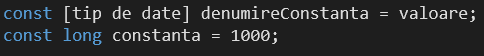 const [tip de date] denumireConstanta = valoare;
const long constanta = 1000;